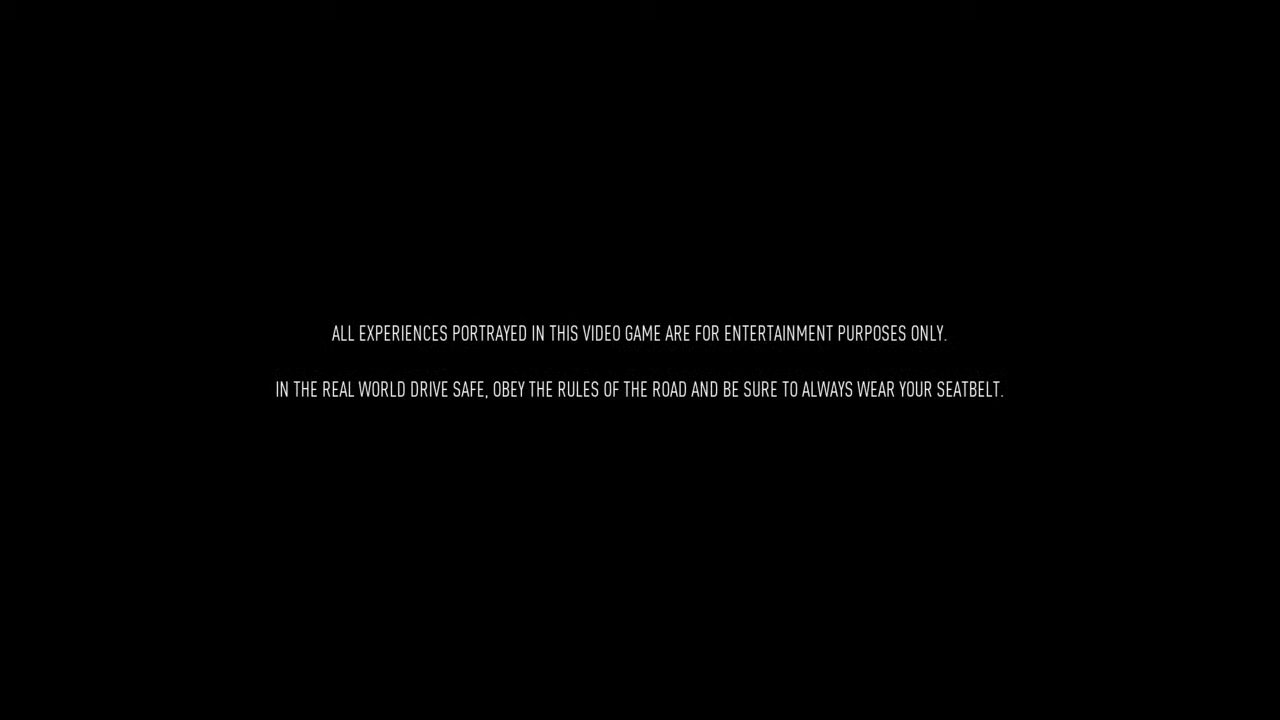 ALL EXPERIENCES PORTRAYED IN THIS VIDEO GAME ARE FOR ENTERTAINMENT PURPOSES ONLY.
IN THE REAL WORLD DRIVE SAFE, OBEY THE RULES OF THE ROAD AND BE SURE TO ALWAYS WEAR YOUR SEATBELT.